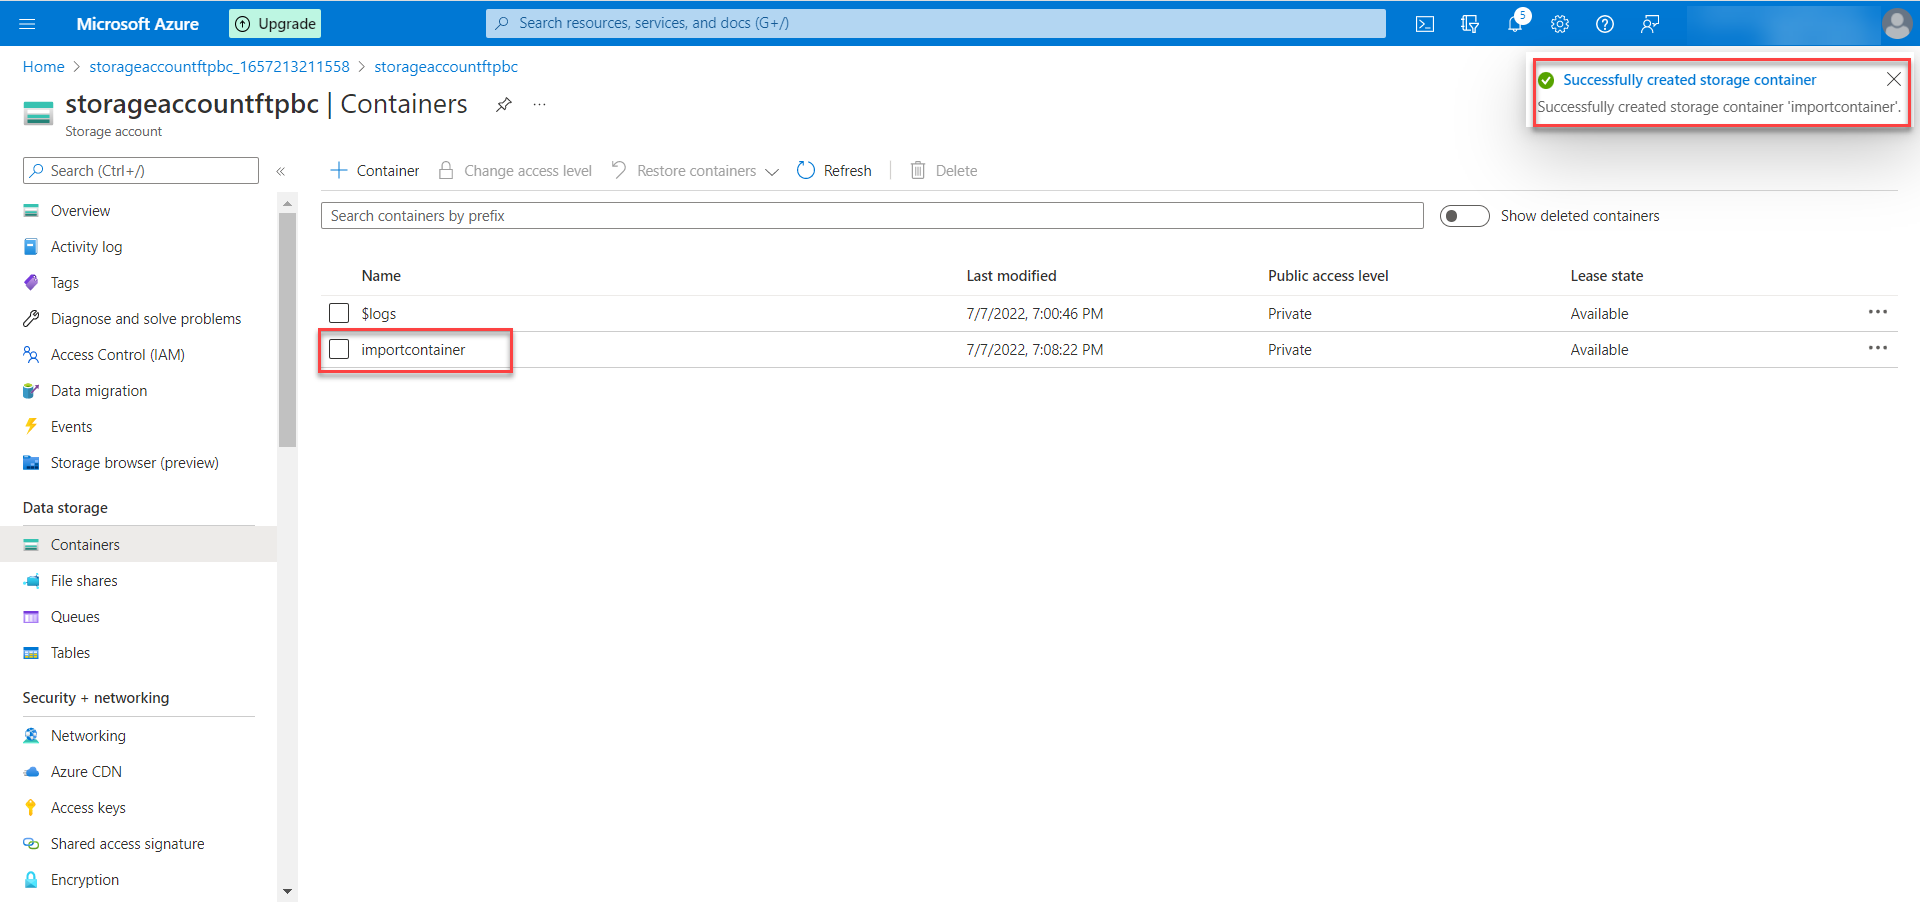 Microsoft Azure
Upgrade
Search resources, services, and docs (G+/)
5
Home > storageaccountftpbc_1657213211558 > storageaccountftpbc
storageaccountftpbc | Containers
...
Storage account
Successfully created storage container
Successfully created storage container 'importcontainer'.
Search (Ctrl+/)
«
+ Container
Change access level
Restore containers
Refresh
Delete
Search containers by prefix
Show deleted containers
Overview
Activity log
Tags
Diagnose and solve problems
Access Control (IAM)
Data migration
Events
Storage browser (preview)
Data storage
Containers
File shares
Queues
Tables
Security + networking
Networking
Azure CDN
Access keys
Shared access signature
Encryption
Name Last modified Public access level Lease state
$logs 7/7/2022, 7:00:46 PM Private Available ...
importcontainer 7/7/2022, 7:08:22 PM Private Available ...